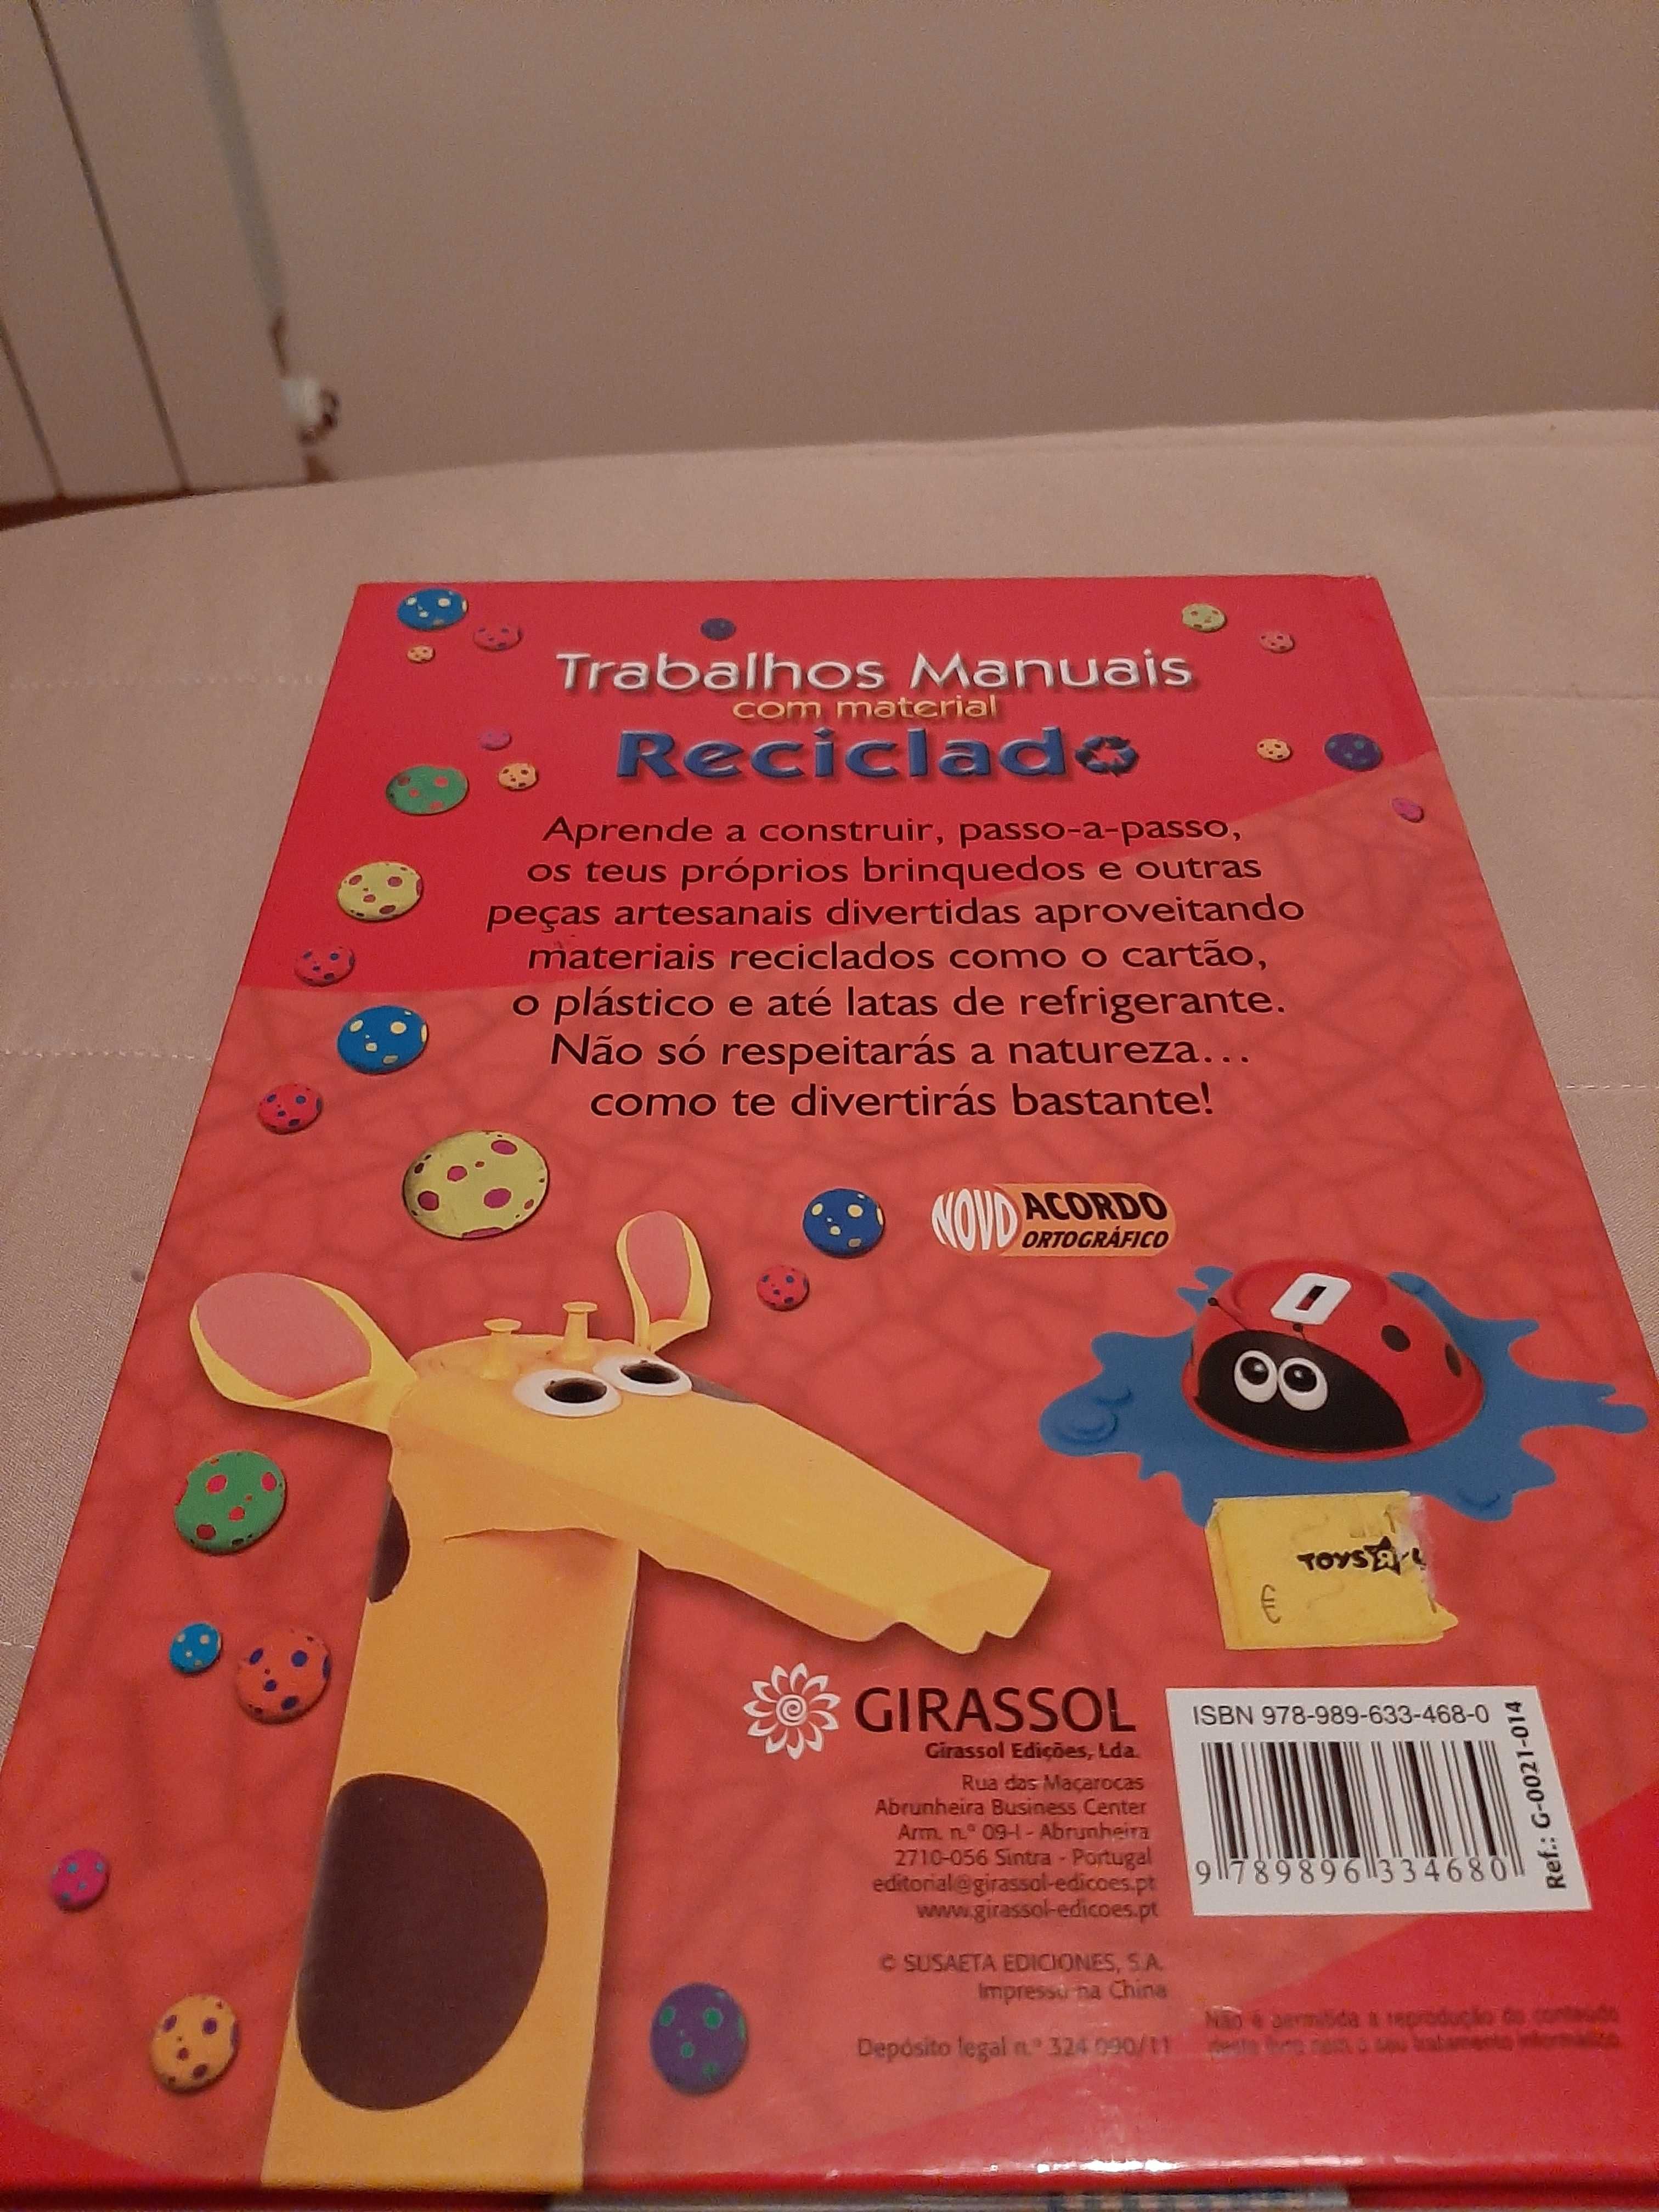 Trabalhos Manuais
com material
Reciclado
Aprende a construir, passo-a-passo,
os teus próprios brinquedos e outras
peças artesanais divertidas aproveitando
materiais reciclados como o cartão,
o plástico e até latas de refrigerante.
Não só respeitarás a natureza...
como te divertirás bastante!
NOVO ACORDO
ORTOGRÁFICO
TOYS R
€
GIRASSOL
Girassol Edições, Lda.
Rua das Maçarocas
Abrunheira Business Center
Arm. n.º 09-I - Abrunheira
2710-056 Sintra - Portugal
editorial@girassol-edicoes.pt
www.girassol-edicoes.pt
© SUSAETA EDICIONES, S.A.
Impresso na China
Depósito legal n.º 324 090/11
ISBN 978-989-633-468-0
9 789896 334680
Ref.: G-0021-014
Não é permitida a reprodução do conteúdo
deste livro nem o seu tratamento informático.